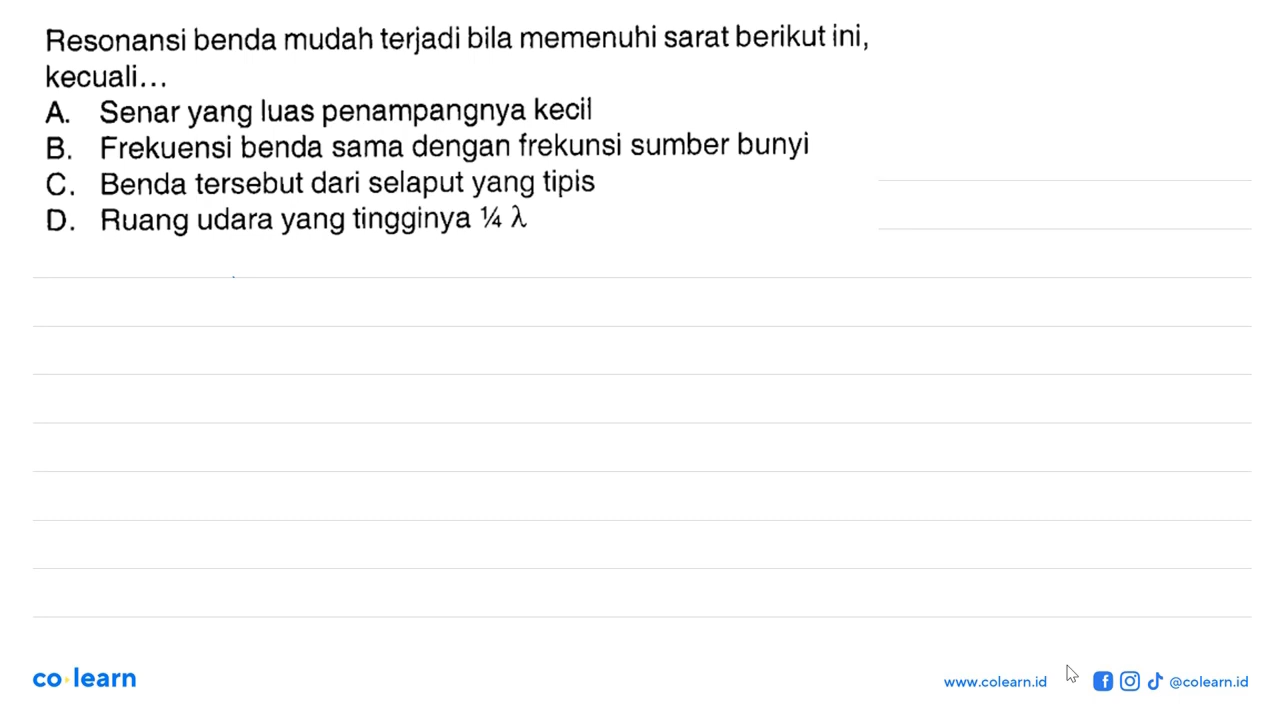 Resonansi benda mudah terjadi bila memenuhi sarat berikut ini,
kecuali...
A. Senar yang luas penampangnya kecil
B. Frekuensi benda sama dengan frekunsi sumber bunyi
C. Benda tersebut dari selaput yang tipis
D. Ruang udara yang tingginya ¼ λ
co·learn
www.colearn.id
@colearn.id